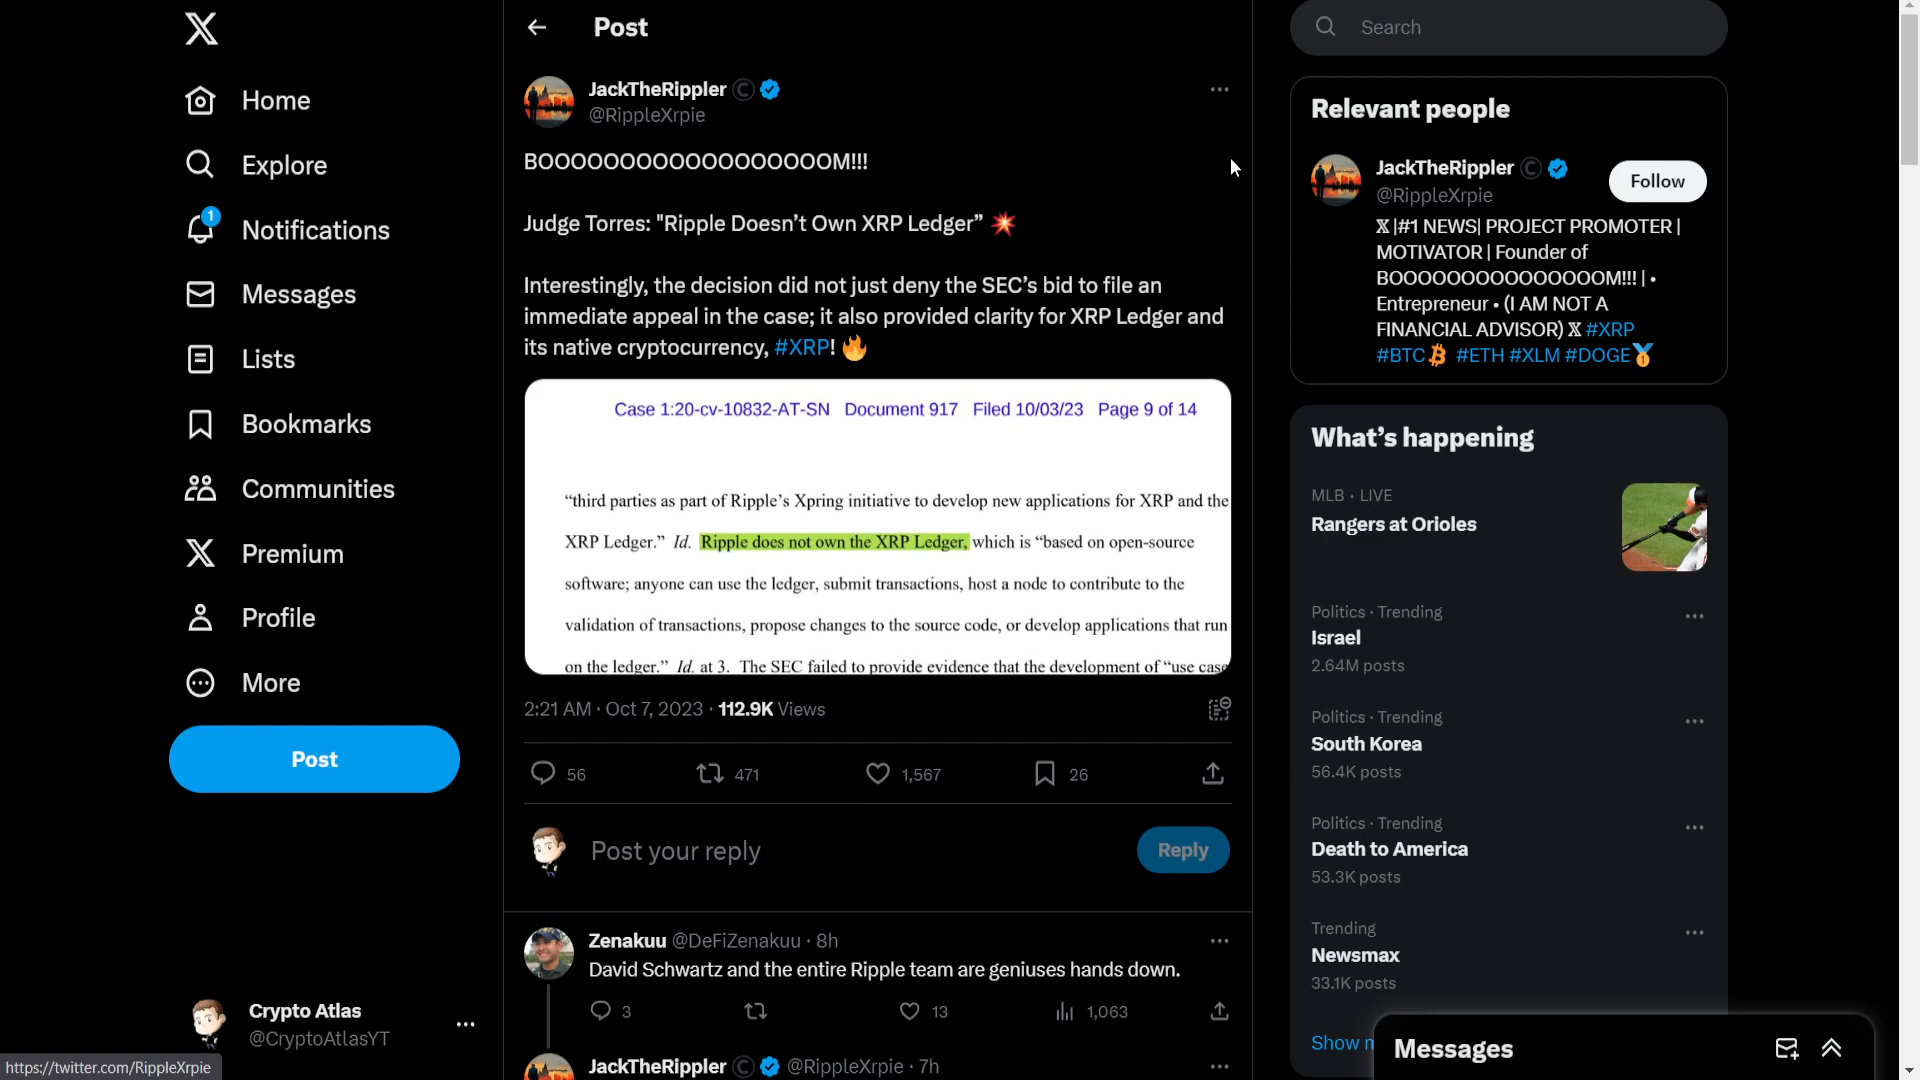 Home
Explore
1
Notifications
Messages
Lists
Bookmarks
Communities
Premium
Profile
More
Post
Crypto Atlas
@CryptoAtlasYT
https://twitter.com/RippleXrpie
Post
JackTheRippler ©
@RippleXrpie
BOOOOOOOOOOOOOOOOOOM!!!
Judge Torres: "Ripple Doesn’t Own XRP Ledger” 💥
Interestingly, the decision did not just deny the SEC’s bid to file an
immediate appeal in the case; it also provided clarity for XRP Ledger and
its native cryptocurrency, #XRP! 🔥
Case 1:20-cv-10832-AT-SN Document 917 Filed 10/03/23 Page 9 of 14
“third parties as part of Ripple’s Xpring initiative to develop new applications for XRP and the
XRP Ledger.” Id. Ripple does not own the XRP Ledger, which is “based on open-source
software; anyone can use the ledger, submit transactions, host a node to contribute to the
validation of transactions, propose changes to the source code, or develop applications that run
on the ledger.” Id. at 3. The SEC failed to provide evidence that the development of “use case
2:21 AM · Oct 7, 2023 · 112.9K Views
56 471 1,567 26
Post your reply
Reply
Zenakuu @DeFiZenakuu · 8h
David Schwartz and the entire Ripple team are geniuses hands down.
3 13 1,063
JackTheRippler © @RippleXrpie · 7h
Search
Relevant people
JackTheRippler ©
@RippleXrpie
Follow
𝕏 |#1 NEWS| PROJECT PROMOTER |
MOTIVATOR | Founder of
BOOOOOOOOOOOOOOOM!!! | •
Entrepreneur • (I AM NOT A
FINANCIAL ADVISOR) 𝕏 #XRP
#BTC #ETH #XLM #DOGE🥇
What’s happening
MLB · LIVE
Rangers at Orioles
Politics · Trending
Israel
2.64M posts
Politics · Trending
South Korea
56.4K posts
Politics · Trending
Death to America
53.3K posts
Trending
Newsmax
33.1K posts
Show
Messages